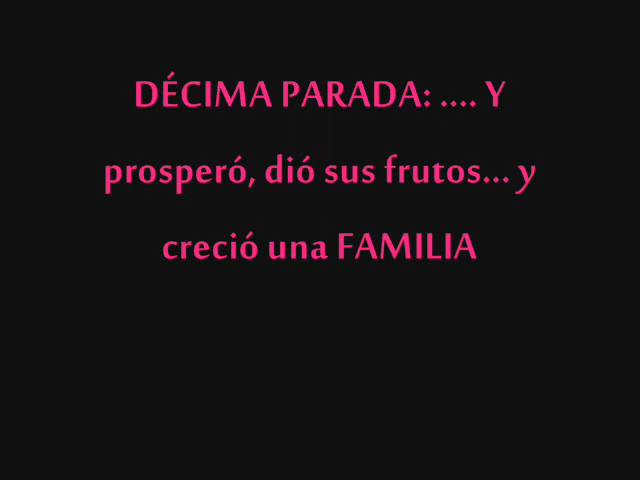 DÉCIMA PARADA: .... Y
prosperó, dió sus frutos... y
creció una FAMILIA